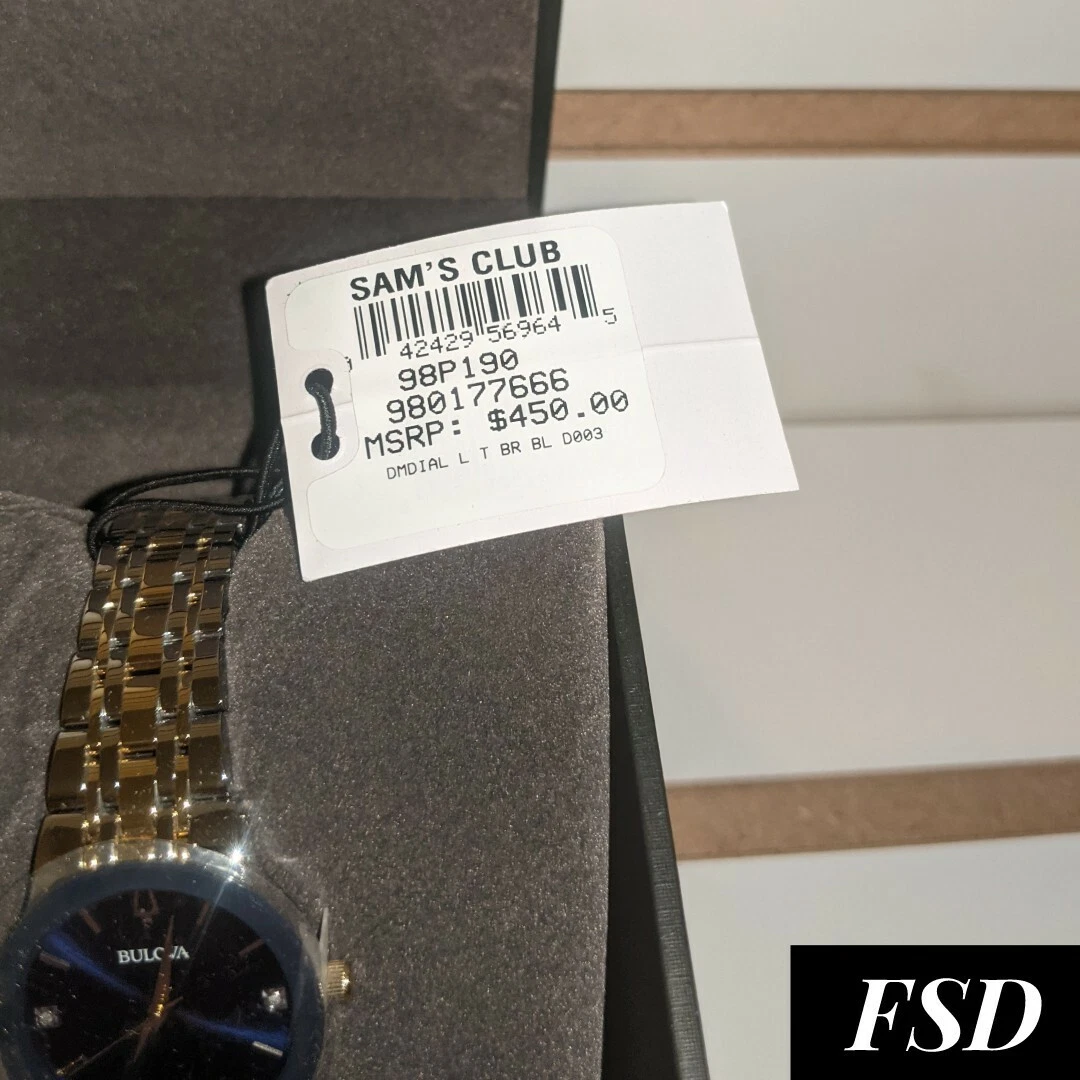 SAM'S CLUB
42429 56964 5
98P190
980177666
MSRP: $450.00
DMDIAL L T BR BL D003
BULOVA
FSD